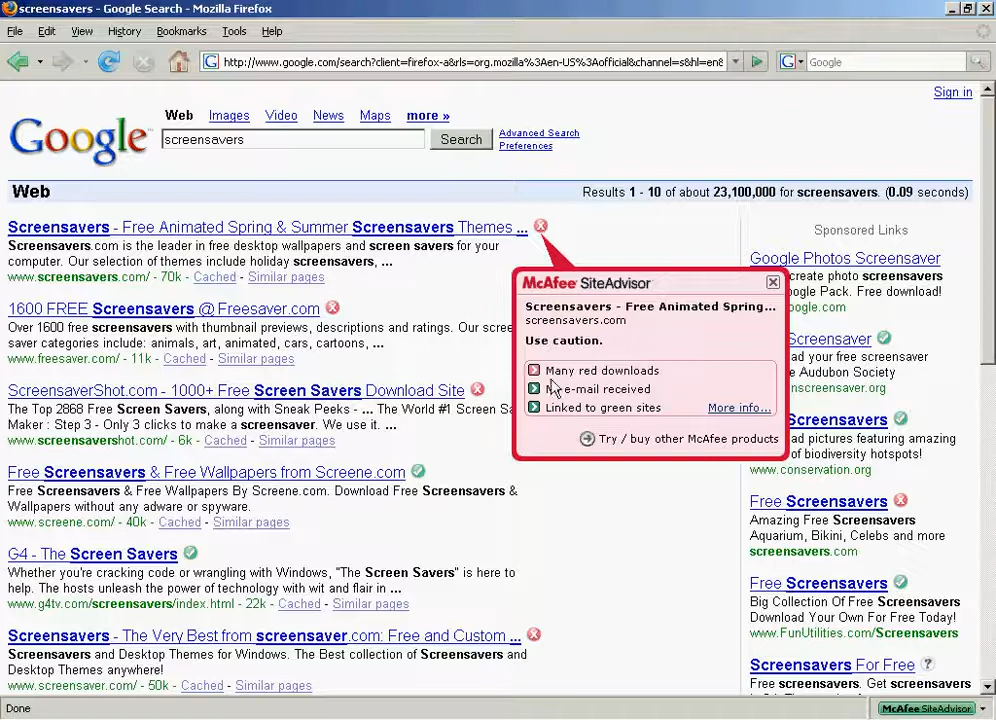 screensavers - Google Search - Mozilla Firefox
File Edit View History Bookmarks Tools Help
http://www.google.com/search?client=firefox-a&rls=org.mozilla%3Aen-US%3Aofficial&channel=s&hl=en&
Google
Sign in
Google
Web Images Video News Maps more »
screensavers
Search
Advanced Search
Preferences
Web
Results 1 - 10 of about 23,100,000 for screensavers. (0.09 seconds)
Screensavers - Free Animated Spring & Summer Screensavers Themes ...
Screensavers.com is the leader in free desktop wallpapers and screen savers for your
computer. Our selection of themes include holiday screensavers, ...
www.screensavers.com/ - 70k - Cached - Similar pages
1600 FREE Screensavers @ Freesaver.com
Over 1600 free screensavers with thumbnail previews, descriptions and ratings. Our scree
saver categories include: animals, art, animated, cars, cartoons, ...
www.freesaver.com/ - 11k - Cached - Similar pages
ScreensaverShot.com - 1000+ Free Screen Savers Download Site
The Top 2868 Free Screen Savers, along with Sneak Peeks - ... The World #1 Screen Sa
Maker : Step 3 - Only 3 clicks to make a screensaver. We use it. ...
www.screensavershot.com/ - 6k - Cached - Similar pages
Free Screensavers & Free Wallpapers from Screene.com
Free Screensavers & Free Wallpapers By Screene.com. Download Free Screensavers &
Wallpapers without any adware or spyware.
www.screene.com/ - 40k - Cached - Similar pages
G4 - The Screen Savers
Whether you're cracking code or wrangling with Windows, "The Screen Savers" is here to
help. The hosts unleash the power of technology with wit and flair in ...
www.g4tv.com/screensavers/index.html - 22k - Cached - Similar pages
Screensavers - The Very Best from screensaver.com: Free and Custom ...
Screensavers and Desktop Themes for Windows. The Best collection of Screensavers and
Desktop Themes anywhere!
www.screensaver.com/ - 50k - Cached - Similar pages
McAfee SiteAdvisor
Screensavers - Free Animated Spring...
screensavers.com
Use caution.
Many red downloads
e-mail received
Linked to green sites
More info...
Try / buy other McAfee products
Sponsored Links
Google Photos Screensaver
create photo screensavers
Picasa. Free download!
oogle.com
Screensaver
ad your free screensaver
n Audubon Society
nscreensaver.org
Screensavers
ad pictures featuring amazing
of biodiversity hotspots!
www.conservation.org
Free Screensavers
Amazing Free Screensavers
Aquarium, Bikini, Celebs and more
screensavers.com
Free Screensavers
Big Collection Of Free Screensavers
Download Your Own For Free Today!
www.FunUtilities.com/Screensavers
Screensavers For Free
Free screensavers. Get screensavers
Done
McAfee SiteAdvisor